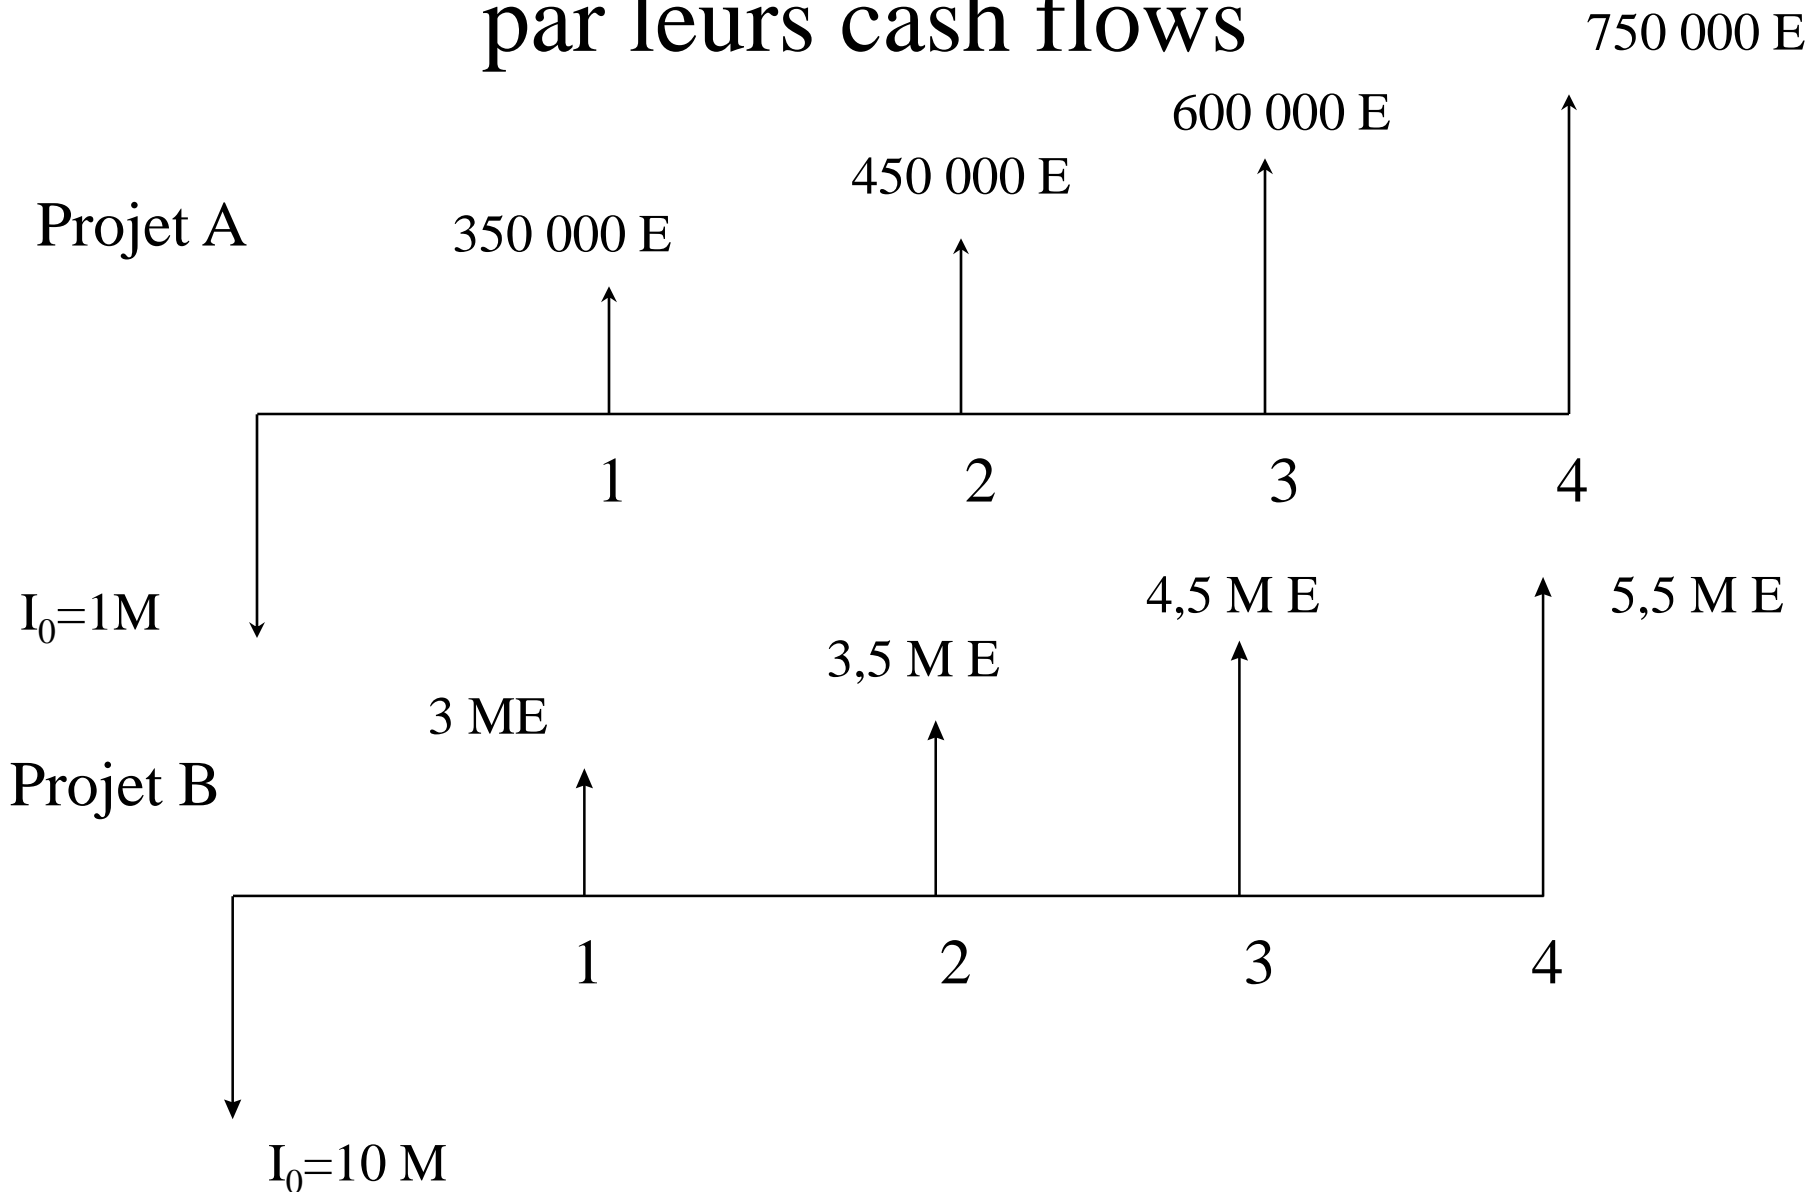 par leurs cash flows
750 000 E
600 000 E
450 000 E
Projet A
350 000 E
1 2 3 4
I₀=1M
4,5 M E
5,5 M E
3,5 M E
3 ME
Projet B
1 2 3 4
I₀=10 M